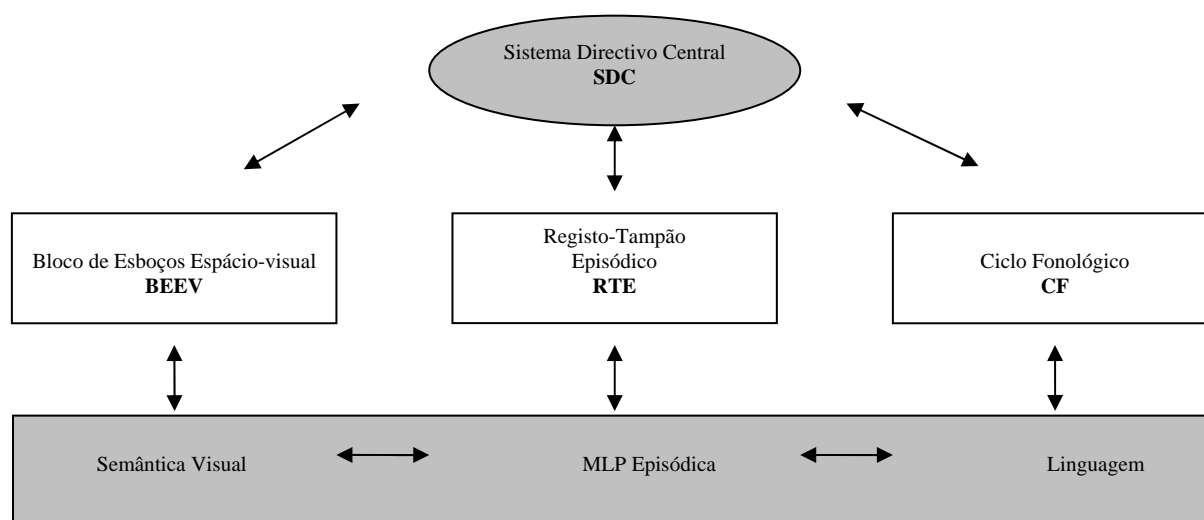 Sistema Directivo Central
SDC
Bloco de Esboços Espácio-visual
BEEV
Registo-Tampão
Episódico
RTE
Ciclo Fonológico
CF
Semântica Visual
MLP Episódica
Linguagem